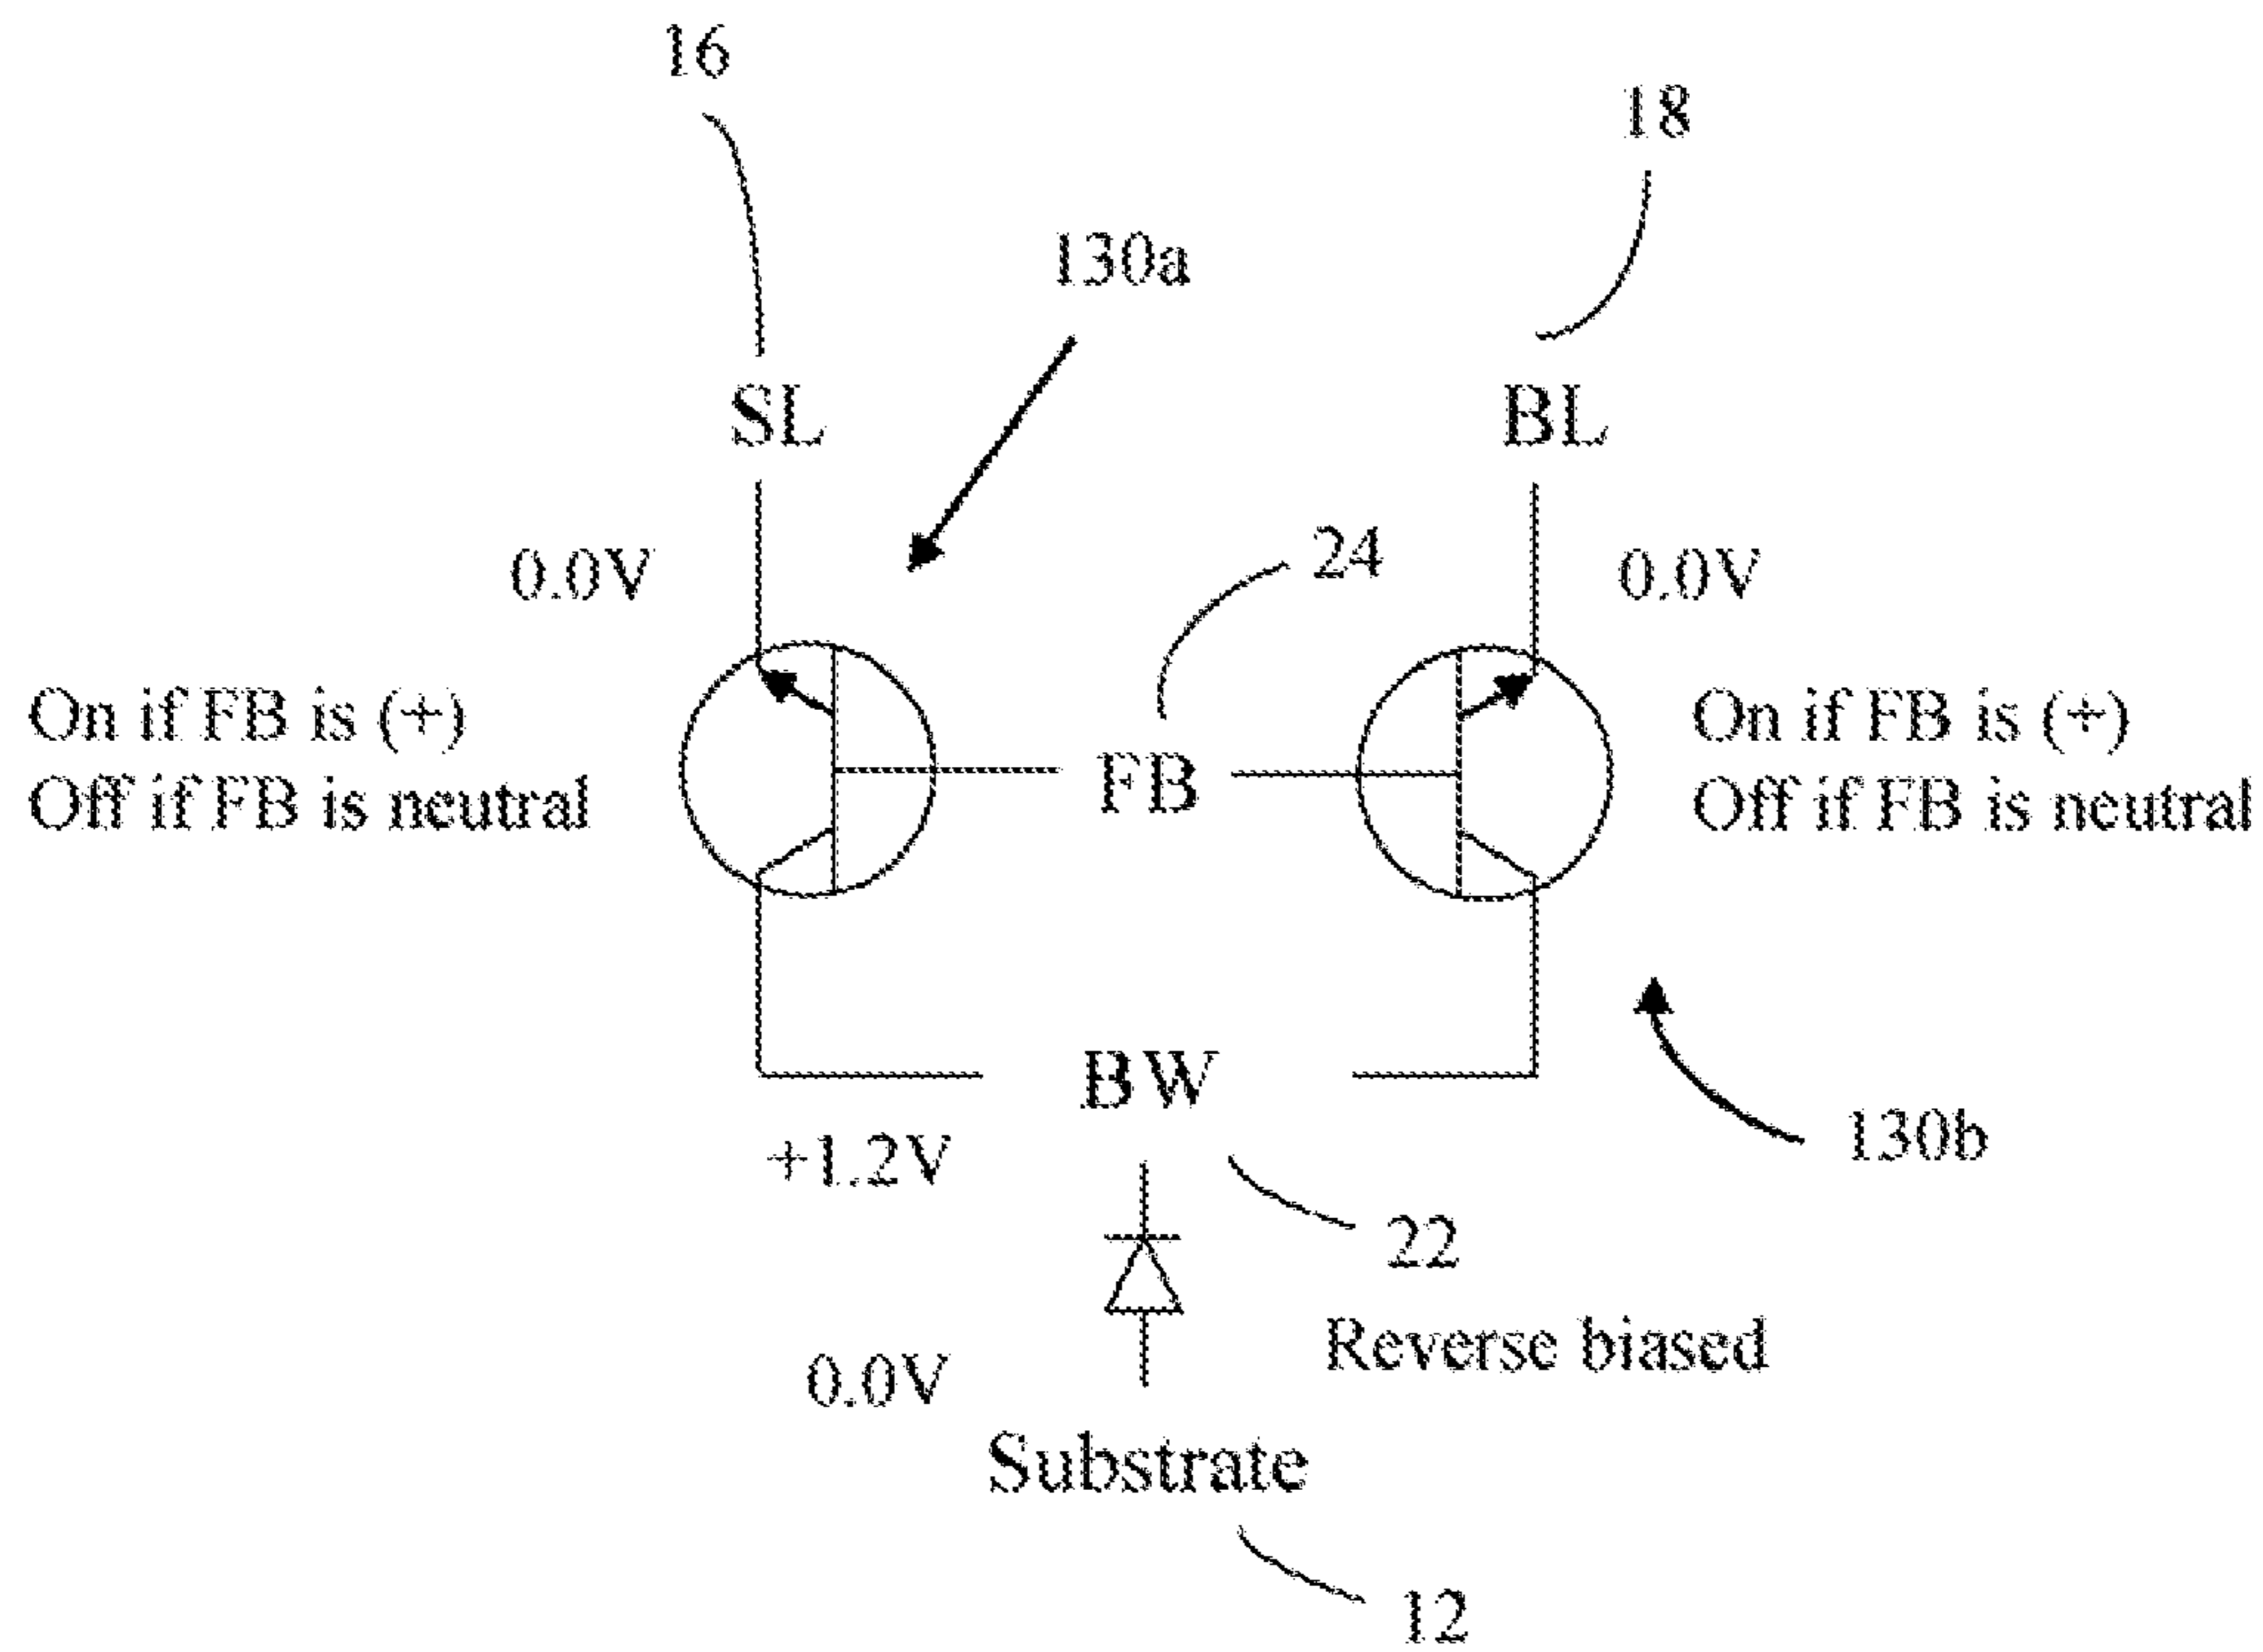 16
18
130a
SL
BL
0.0V
24
0.0V
On if FB is (+)
Off if FB is neutral
FB
On if FB is (+)
Off if FB is neutral
BW
+1.2V
130b
22
Reverse biased
0.0V
Substrate
12